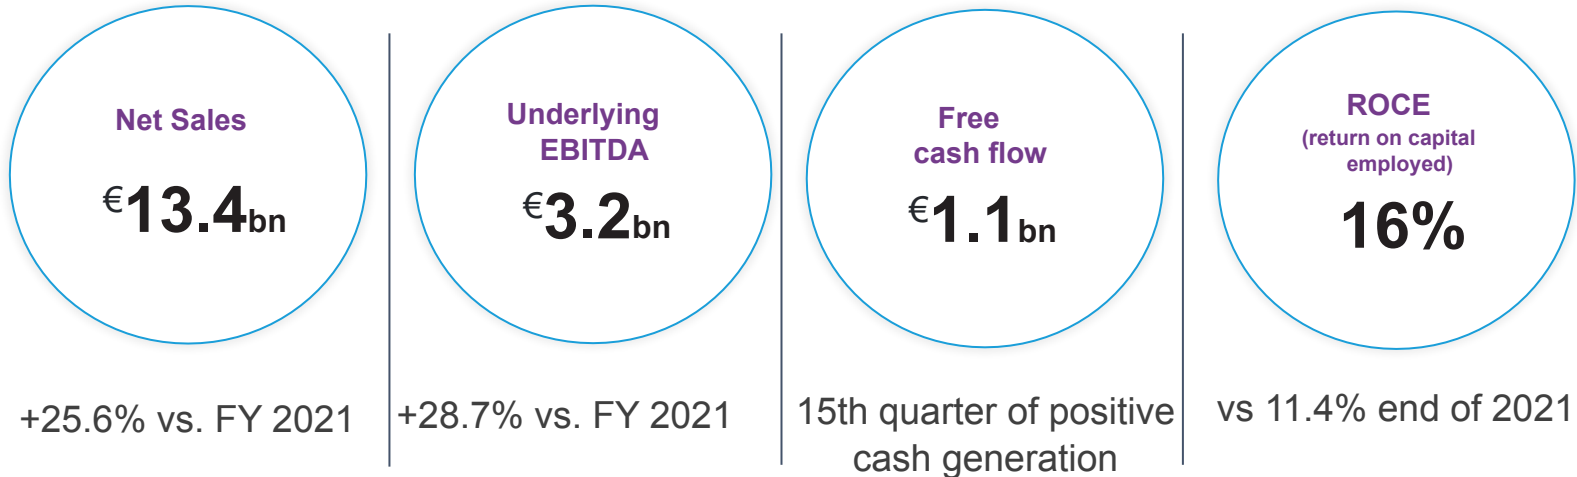 Net Sales
€13.4bn
+25.6% vs. FY 2021
Underlying
EBITDA
€3.2bn
+28.7% vs. FY 2021
Free
cash flow
€1.1bn
15th quarter of positive
cash generation
ROCE
(return on capital
employed)
16%
vs 11.4% end of 2021